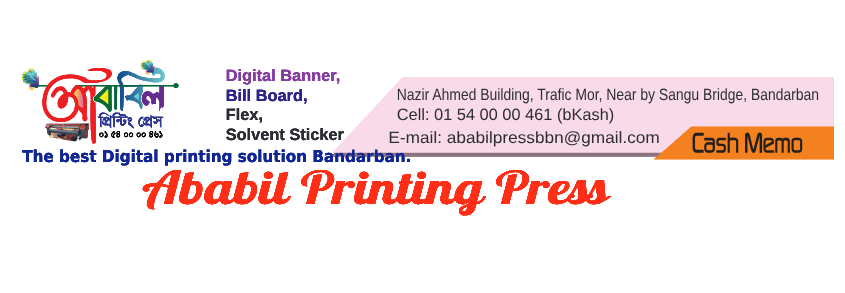 আবাবিল
প্রিন্টিং প্রেস
০১ ৫৪ ০০ ০০ ৪৬১
Digital Banner,
Bill Board,
Flex,
Solvent Sticker
The best Digital printing solution Bandarban.
Nazir Ahmed Building, Trafic Mor, Near by Sangu Bridge, Bandarban
Cell: 01 54 00 00 461 (bKash)
E-mail: ababilpressbbn@gmail.com
Cash Memo
Ababil Printing Press